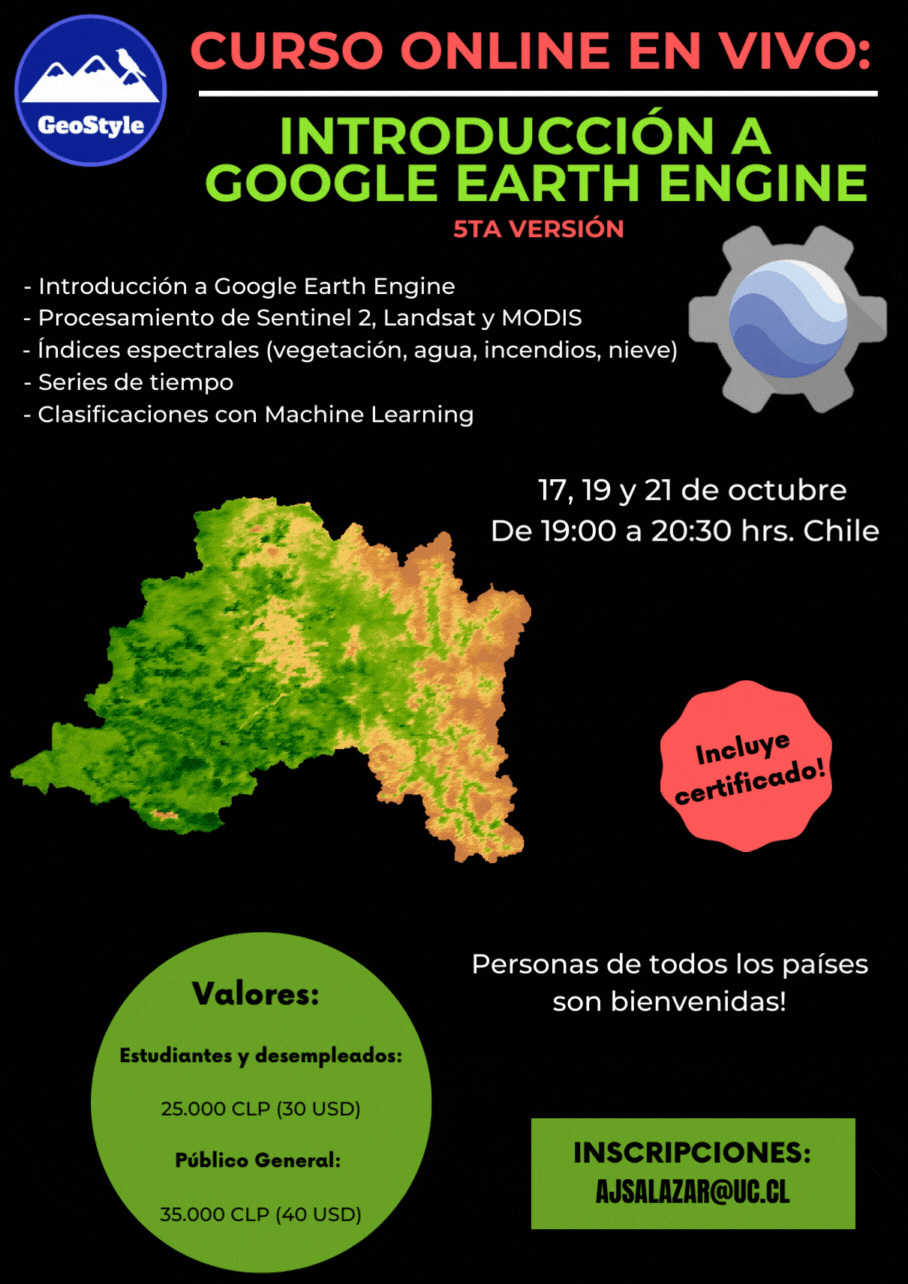 GeoStyle
CURSO ONLINE EN VIVO:
INTRODUCCIÓN A
GOOGLE EARTH ENGINE
5TA VERSIÓN
- Introducción a Google Earth Engine
- Procesamiento de Sentinel 2, Landsat y MODIS
- Índices espectrales (vegetación, agua, incendios, nieve)
- Series de tiempo
- Clasificaciones con Machine Learning
17, 19 y 21 de octubre
De 19:00 a 20:30 hrs. Chile
Incluye
certificado!
Valores:
Estudiantes y desempleados:
25.000 CLP (30 USD)
Público General:
35.000 CLP (40 USD)
Personas de todos los países
son bienvenidas!
INSCRIPCIONES:
AJSALAZAR@UC.CL